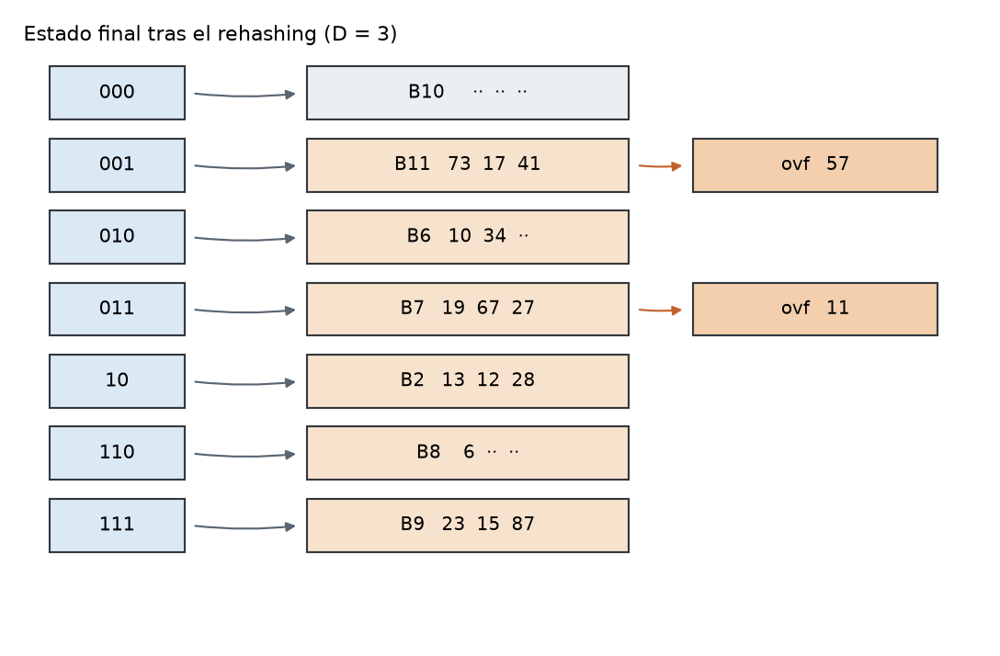 Estado final tras el rehashing (D = 3)
000 B10 ·· ·· ··
001 B11 73 17 41 ovf 57
010 B6 10 34 ··
011 B7 19 67 27 ovf 11
10 B2 13 12 28
110 B8 6 ·· ··
111 B9 23 15 87